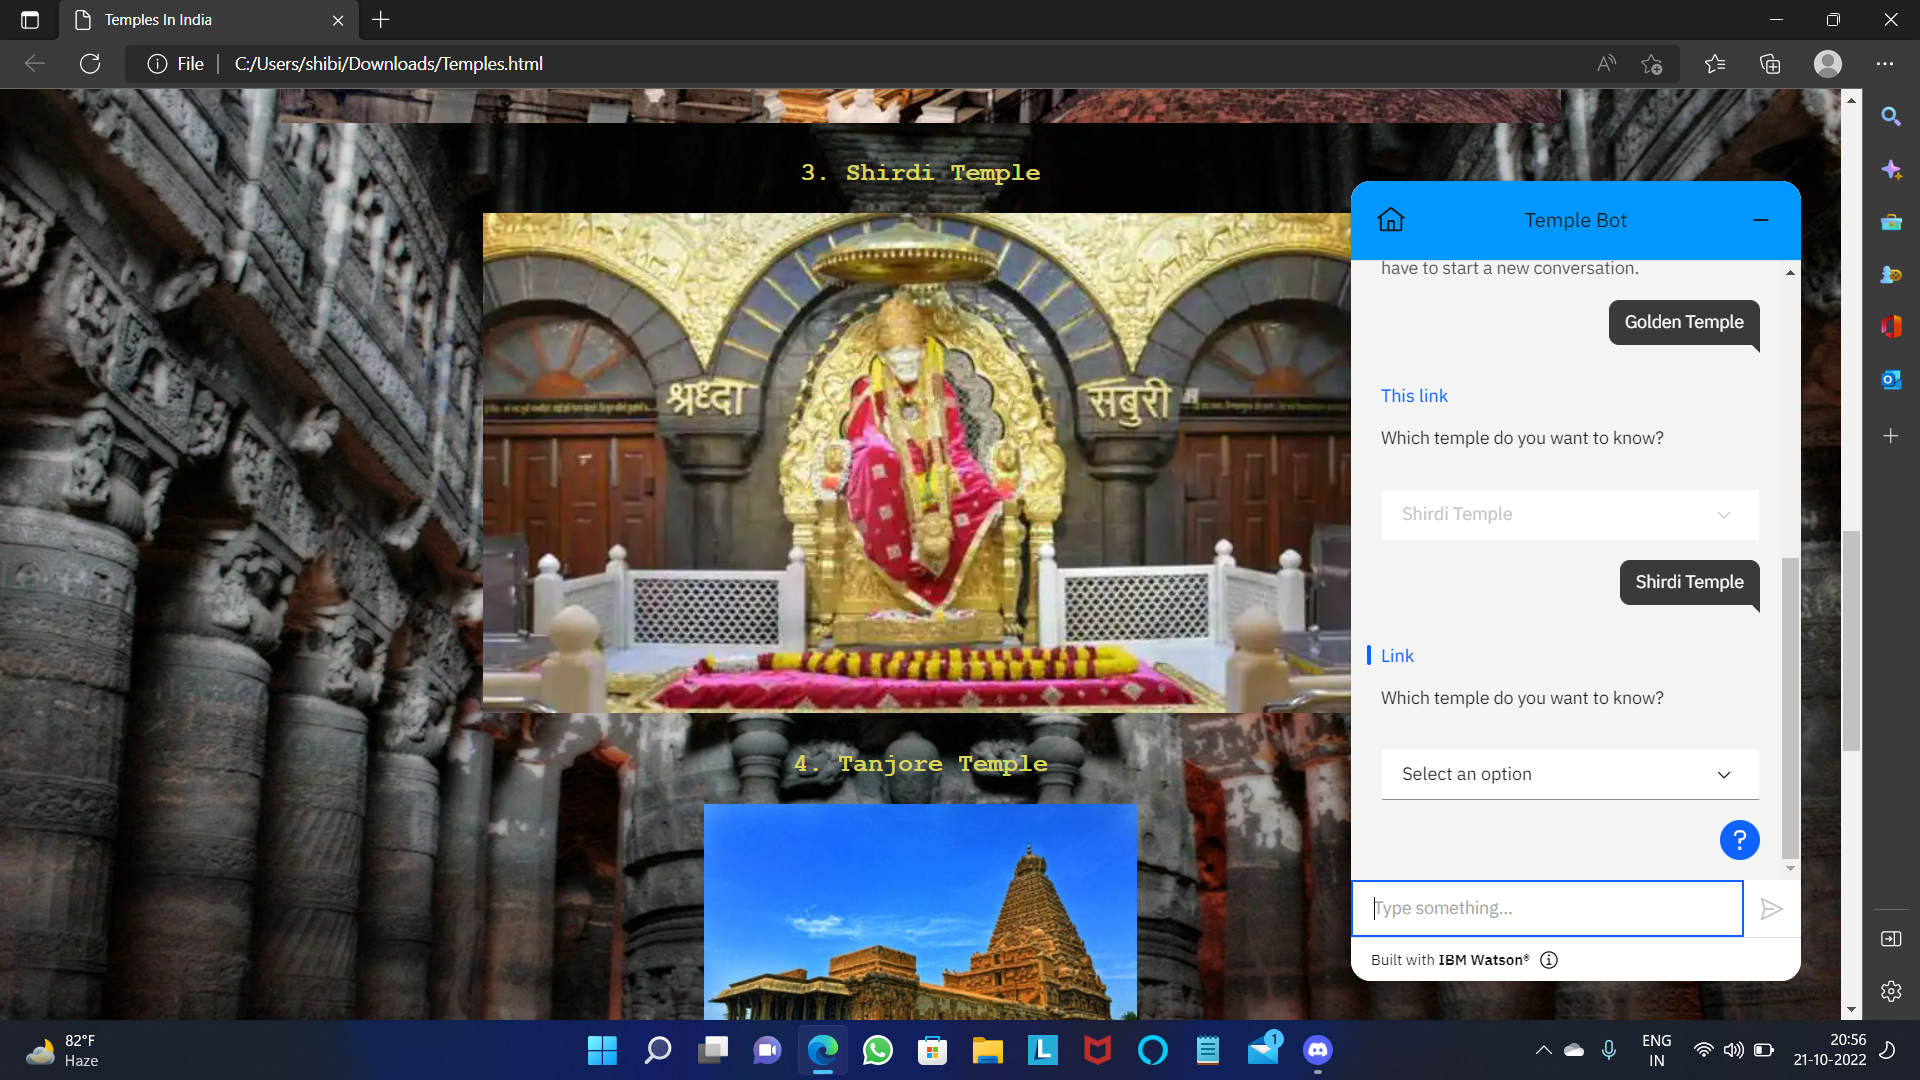 Temples In India
File
C:/Users/shibi/Downloads/Temples.html
3. Shirdi Temple
श्रध्दा
सबुरी
4. Tanjore Temple
Temple Bot
have to start a new conversation.
Golden Temple
This link
Which temple do you want to know?
Shirdi Temple
Shirdi Temple
Link
Which temple do you want to know?
Select an option
?
Type something...
Built with IBM Watson®
82°F
Haze
1
ENG
IN
20:56
21-10-2022